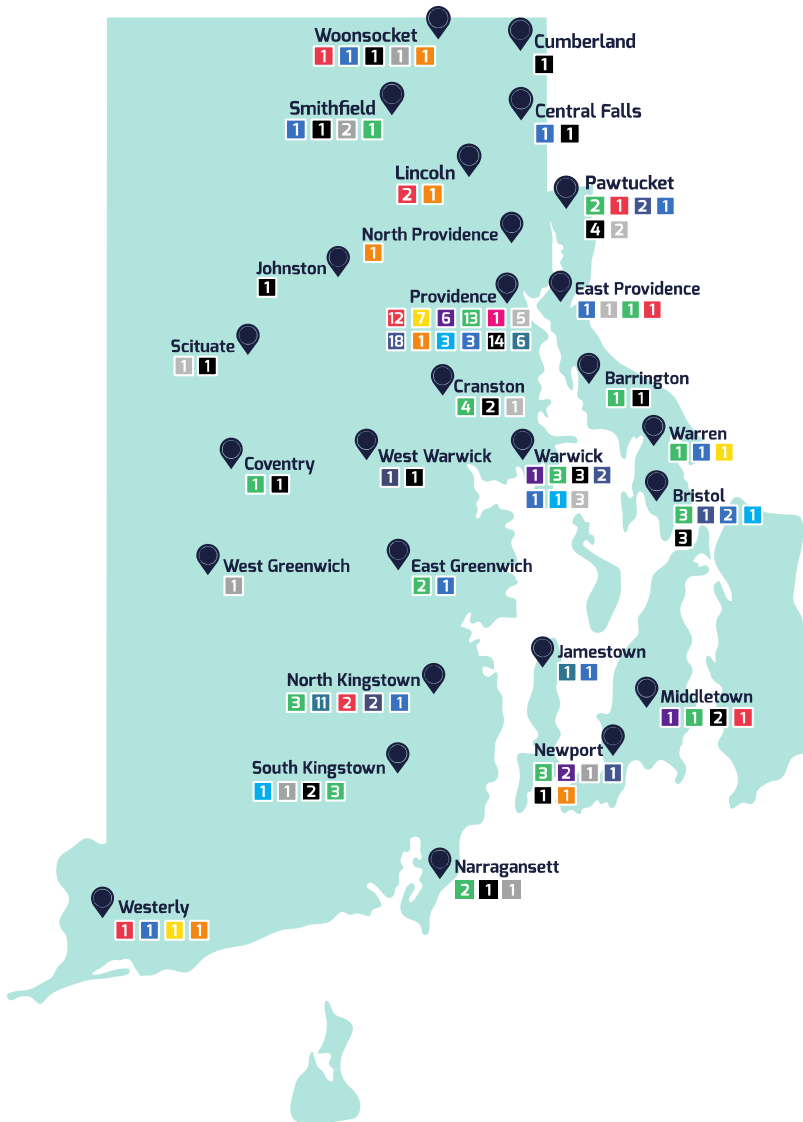 Woonsocket
1 1 1 1 1
Cumberland
1
Smithfield
1 1 2 1
Central Falls
1 1
Lincoln
2 1
Pawtucket
2 1 2 1
4 2
North Providence
1
Johnston
1
Providence
12 7 6 13 1 5
18 1 3 3 14 6
East Providence
1 1 1 1
Scituate
1 1
Cranston
4 2 1
Barrington
1 1
Warren
1 1 1
Coventry
1 1
West Warwick
1 1
Warwick
1 3 3 2
1 1 3
Bristol
3 1 2 1
3
West Greenwich
1
East Greenwich
2 1
Jamestown
1 1
North Kingstown
3 11 2 2 1
Middletown
1 1 2 1
Newport
3 2 1 1
1 1
South Kingstown
1 1 2 3
Narragansett
2 1 1
Westerly
1 1 1 1